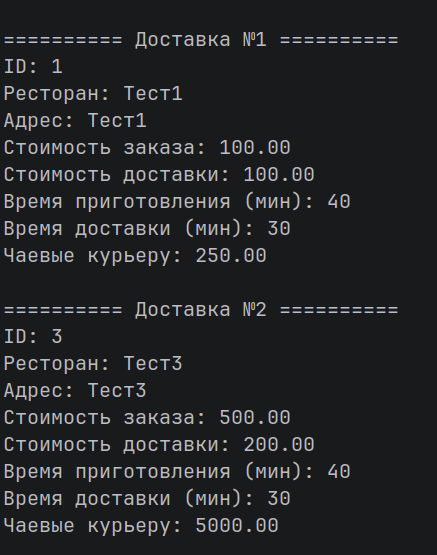 ========== Доставка №1 ==========
ID: 1
Ресторан: Тест1
Адрес: Тест1
Стоимость заказа: 100.00
Стоимость доставки: 100.00
Время приготовления (мин): 40
Время доставки (мин): 30
Чаевые курьеру: 250.00
========== Доставка №2 ==========
ID: 3
Ресторан: Тест3
Адрес: Тест3
Стоимость заказа: 500.00
Стоимость доставки: 200.00
Время приготовления (мин): 40
Время доставки (мин): 30
Чаевые курьеру: 5000.00